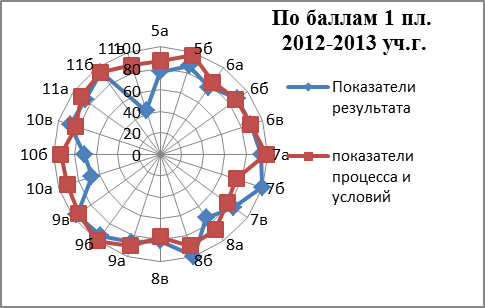 По баллам 1 пл.
2012-2013 уч.г.
5а
5б
6а
6б
6в
7а
7б
7в
8а
8б
8в
9а
9б
9в
10а
10б
10в
11а
11б
11в
100
80
60
40
20
0
Показатели
результата
показатели
процесса и
условий